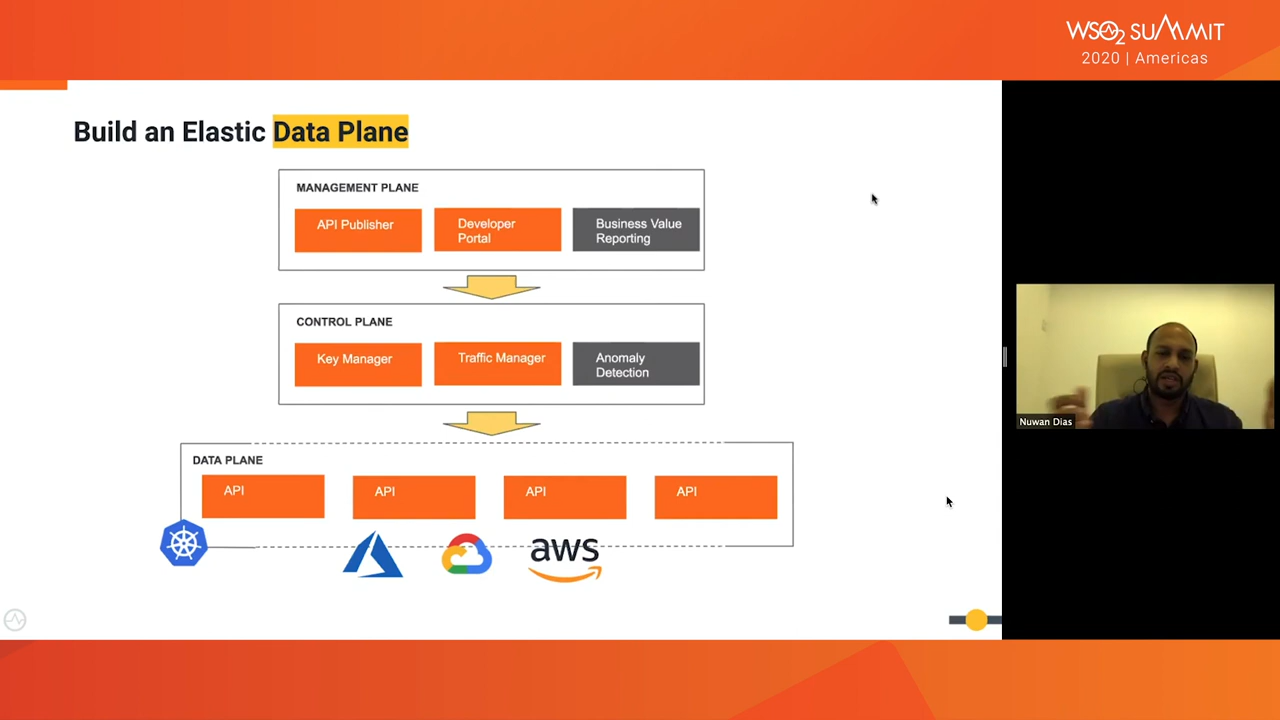 WSO2 SUMMIT
2020 | Americas
Build an Elastic Data Plane
MANAGEMENT PLANE
API Publisher
Developer
Portal
Business Value
Reporting
CONTROL PLANE
Key Manager
Traffic Manager
Anomaly
Detection
DATA PLANE
API
API
API
API
aws
Nuwan Dias